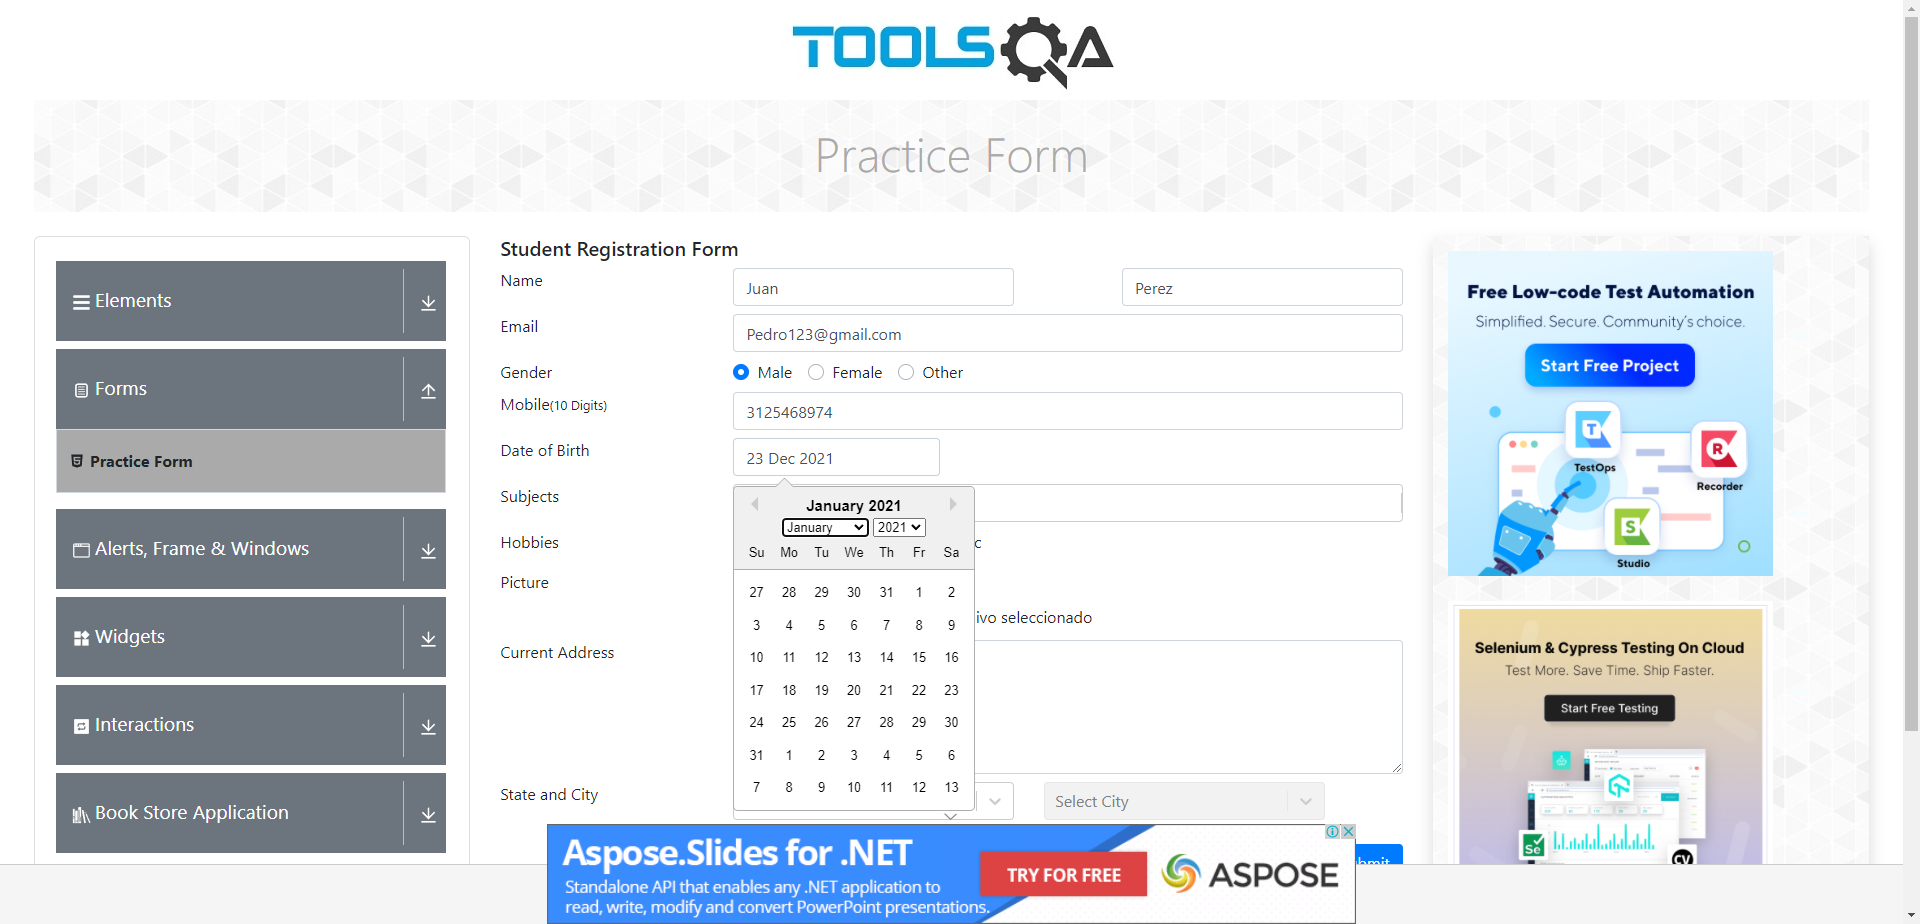 TOOLSQA
Practice Form
Elements
Forms
Practice Form
Alerts, Frame & Windows
Widgets
Interactions
Book Store Application
Student Registration Form
Name
Juan
Perez
Email
Pedro123@gmail.com
Gender
Male
Female
Other
Mobile(10 Digits)
3125468974
Date of Birth
23 Dec 2021
Subjects
January 2021
January
2021
Su Mo Tu We Th Fr Sa
27 28 29 30 31 1 2
3 4 5 6 7 8 9
10 11 12 13 14 15 16
17 18 19 20 21 22 23
24 25 26 27 28 29 30
31 1 2 3 4 5 6
7 8 9 10 11 12 13
Hobbies
c
Picture
ivo seleccionado
Current Address
State and City
Select City
bmit
Free Low-code Test Automation
Simplified. Secure. Community's choice.
Start Free Project
T
TestOps
R
Recorder
S
Studio
Selenium & Cypress Testing On Cloud
Test More. Save Time. Ship Faster.
Start Free Testing
Se
CV
Aspose.Slides for .NET
Standalone API that enables any .NET application to
read, write, modify and convert PowerPoint presentations.
TRY FOR FREE
ASPOSE